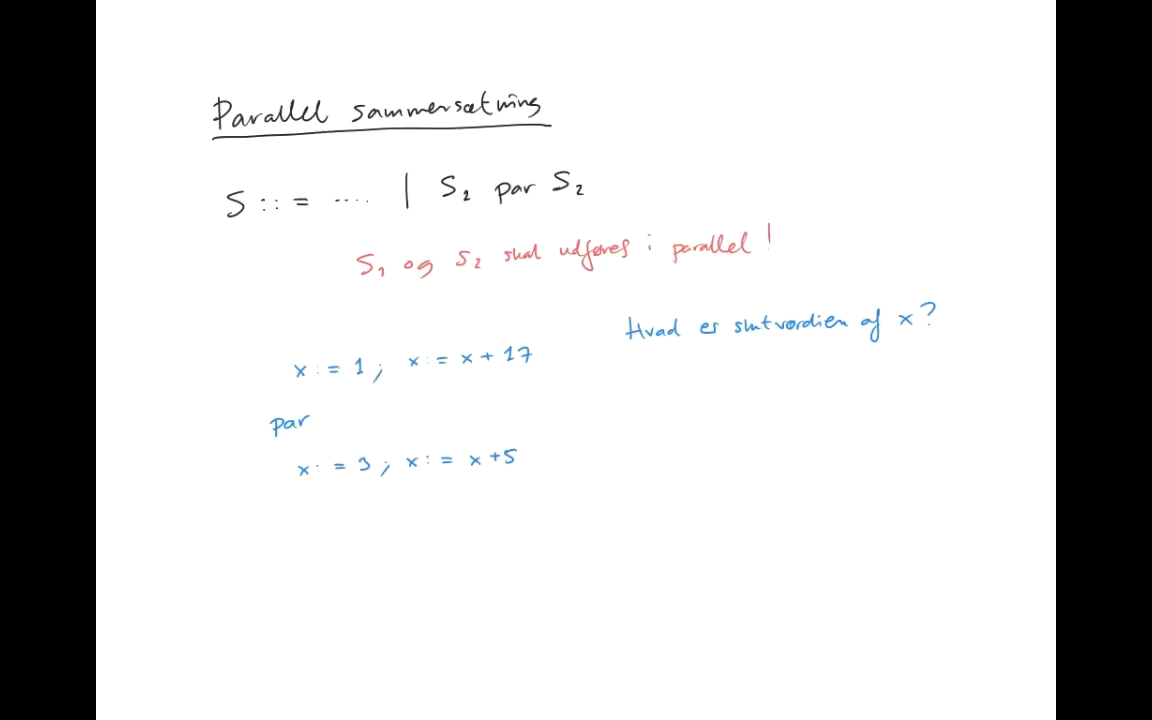 Parallel sammensætning
S ::= .... | S₂ par S₂
S₁ og S₂ skal udføres i parallel!
Hvad er slutværdien af x?
x := 1; x := x + 17
par
x := 3; x := x + 5